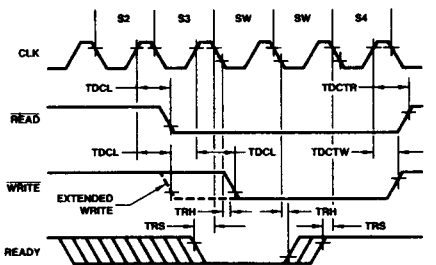 S2 S3 SW SW S4
CLK
TDCL TDCTR
READ
TDCL TDCL TDCTW
WRITE
EXTENDED
WRITE
TRH TRH
TRS TRS
READY